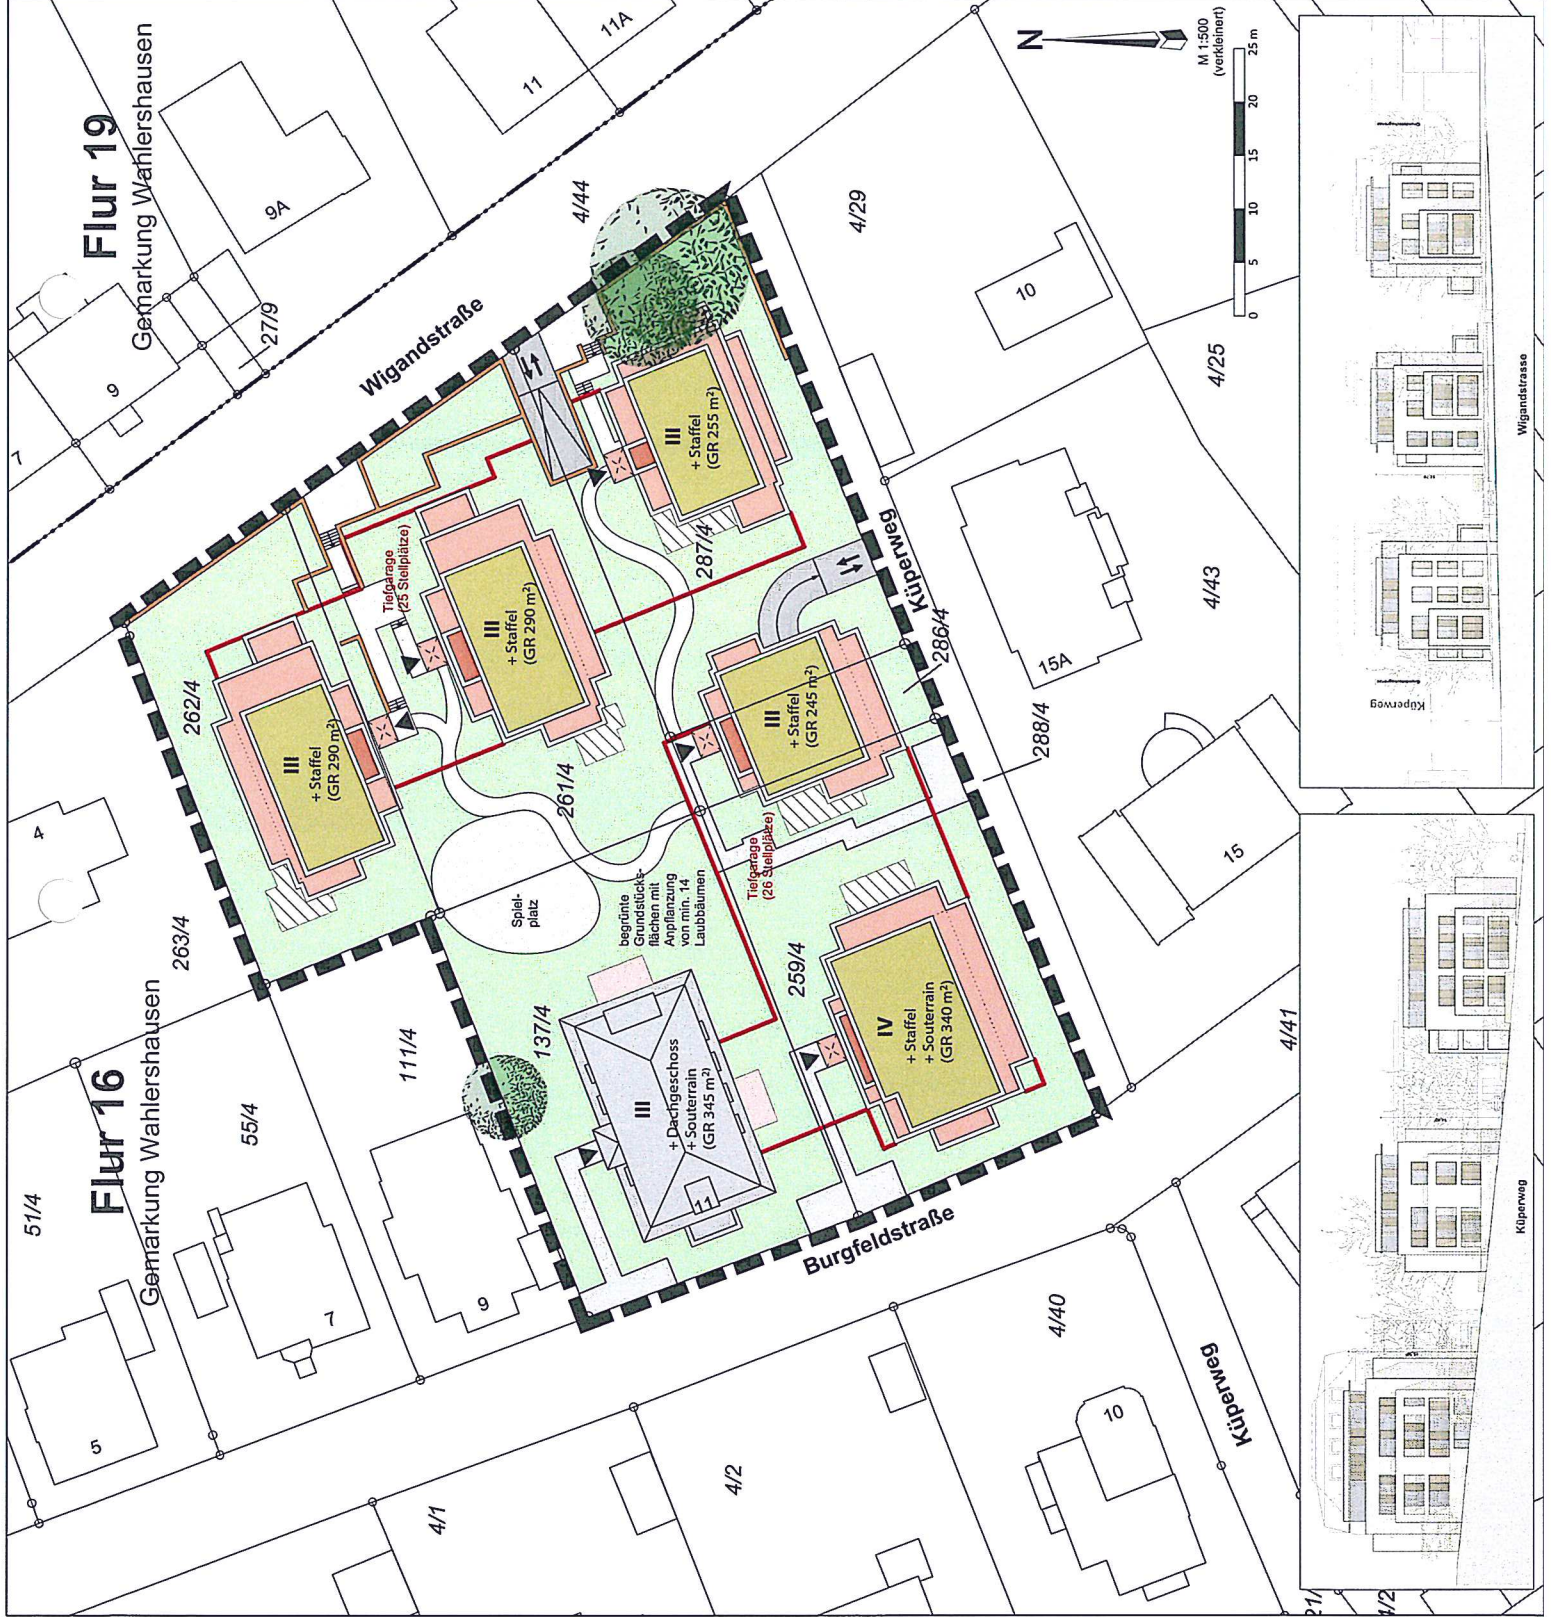 Flur 19
Gemarkung Wahlershausen
Flur 16
Gemarkung Wahlershausen
N
M 1:500
(verkleinert)
0 5 10 15 20 25 m
Wigandstraße
Küperweg
Burgfeldstraße
Küperweg
51/4
55/4
111/4
263/4
262/4
27/9
4/44
4/29
4/25
4/43
4/41
4/40
4/2
4/1
137/4
261/4
259/4
287/4
286/4
288/4
5
7
9
4
7
9
9A
11
11A
10
15A
15
10
11
III
+ Staffel
(GR 290 m²)
III
+ Staffel
(GR 290 m²)
III
+ Staffel
(GR 255 m²)
III
+ Staffel
(GR 245 m²)
IV
+ Staffel
+ Souterrain
(GR 340 m²)
III
+ Dachgeschoss
+ Souterrain
(GR 345 m²)
Tiefgarage
(25 Stellplätze)
Tiefgarage
(26 Stellplätze)
Spiel-
platz
begrünte
Grundstücks-
flächen mit
Anpflanzung
von min. 14
Laubbäumen
Küperweg
Wigandstrasse
Küperweg
21/
4/2